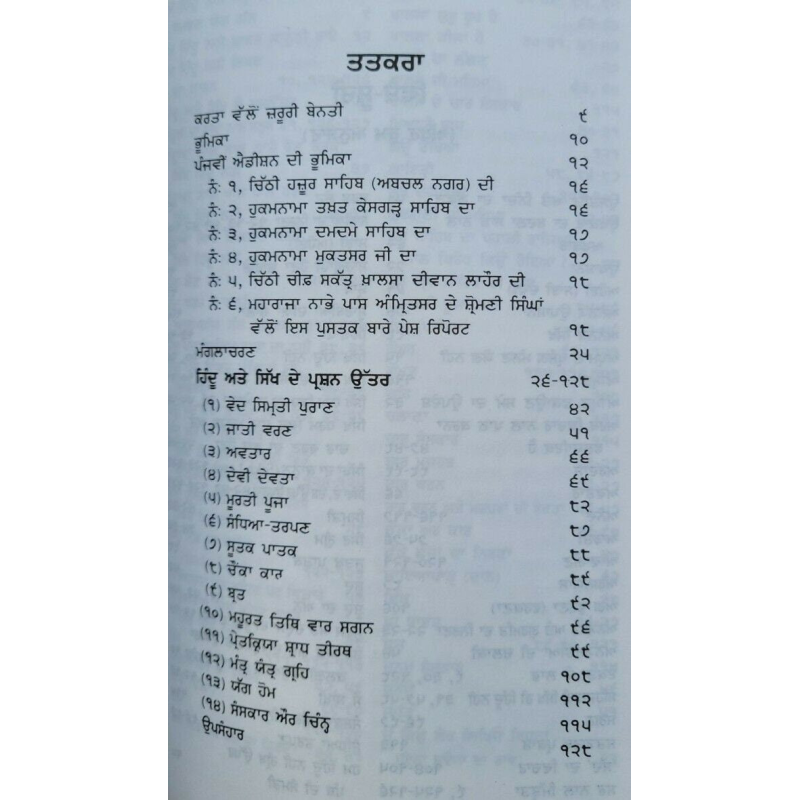 ਤਤਕਰਾ
ਕਰਤਾ ਵੱਲੋਂ ਜ਼ਰੂਰੀ ਬੇਨਤੀ ੯
ਭੂਮਿਕਾ ੧੦
ਪੰਜਵੀਂ ਐਡੀਸ਼ਨ ਦੀ ਭੂਮਿਕਾ ੧੨
ਨੰ: ੧, ਚਿੱਠੀ ਹਜ਼ੂਰ ਸਾਹਿਬ (ਅਬਚਲ ਨਗਰ) ਦੀ ੧੬
ਨੰ: ੨, ਹੁਕਮਨਾਮਾ ਤਖ਼ਤ ਕੇਸਗੜ੍ਹ ਸਾਹਿਬ ਦਾ ੧੬
ਨੰ: ੩, ਹੁਕਮਨਾਮਾ ਦਮਦਮੇ ਸਾਹਿਬ ਦਾ ੧੭
ਨੰ: ੪, ਹੁਕਮਨਾਮਾ ਮੁਕਤਸਰ ਜੀ ਦਾ ੧੭
ਨੰ: ੫, ਚਿੱਠੀ ਚੀਫ਼ ਸਕੱਤ੍ਰ ਖ਼ਾਲਸਾ ਦੀਵਾਨ ਲਾਹੌਰ ਦੀ ੧੮
ਨੰ: ੬, ਮਹਾਰਾਜਾ ਨਾਭੇ ਪਾਸ ਅੰਮ੍ਰਿਤਸਰ ਦੇ ਸ਼੍ਰੋਮਣੀ ਸਿੰਘਾਂ
ਵੱਲੋਂ ਇਸ ਪੁਸਤਕ ਬਾਰੇ ਪੇਸ਼ ਰਿਪੋਰਟ ੧੮
ਮੰਗਲਾਚਰਣ ੨੫
ਹਿੰਦੂ ਅਤੇ ਸਿੱਖ ਦੇ ਪ੍ਰਸ਼ਨ ਉੱਤਰ ੨੬-੧੨੮
(੧) ਵੇਦ ਸਿਮ੍ਰਤੀ ਪੁਰਾਣ ੪੨
(੨) ਜਾਤੀ ਵਰਣ ੫੧
(੩) ਅਵਤਾਰ ੬੬
(੪) ਦੇਵੀ ਦੇਵਤਾ ੬੯
(੫) ਮੂਰਤੀ ਪੂਜਾ ੮੨
(੬) ਸੰਧਿਆ-ਤਰਪਣ ੮੭
(੭) ਸੂਤਕ ਪਾਤਕ ੮੮
(੮) ਚੌਂਕਾ ਕਾਰ ੮੯
(੯) ਬ੍ਰਤ ੯੨
(੧੦) ਮਹੂਰਤ ਤਿਥਿ ਵਾਰ ਸਗਨ ੯੬
(੧੧) ਪ੍ਰੇਤਕ੍ਰਿਯਾ ਸ਼੍ਰਾਧ ਤੀਰਥ ੯੯
(੧੨) ਮੰਤ੍ਰ ਯੰਤ੍ਰ ਗ੍ਰਹਿ ੧੦੮
(੧੩) ਯੱਗ ਹੋਮ ੧੧੨
(੧੪) ਸੰਸਕਾਰ ਔਰ ਚਿੰਨ੍ਹ ੧੧੫
ਉਪਸੰਹਾਰ ੧੨੮